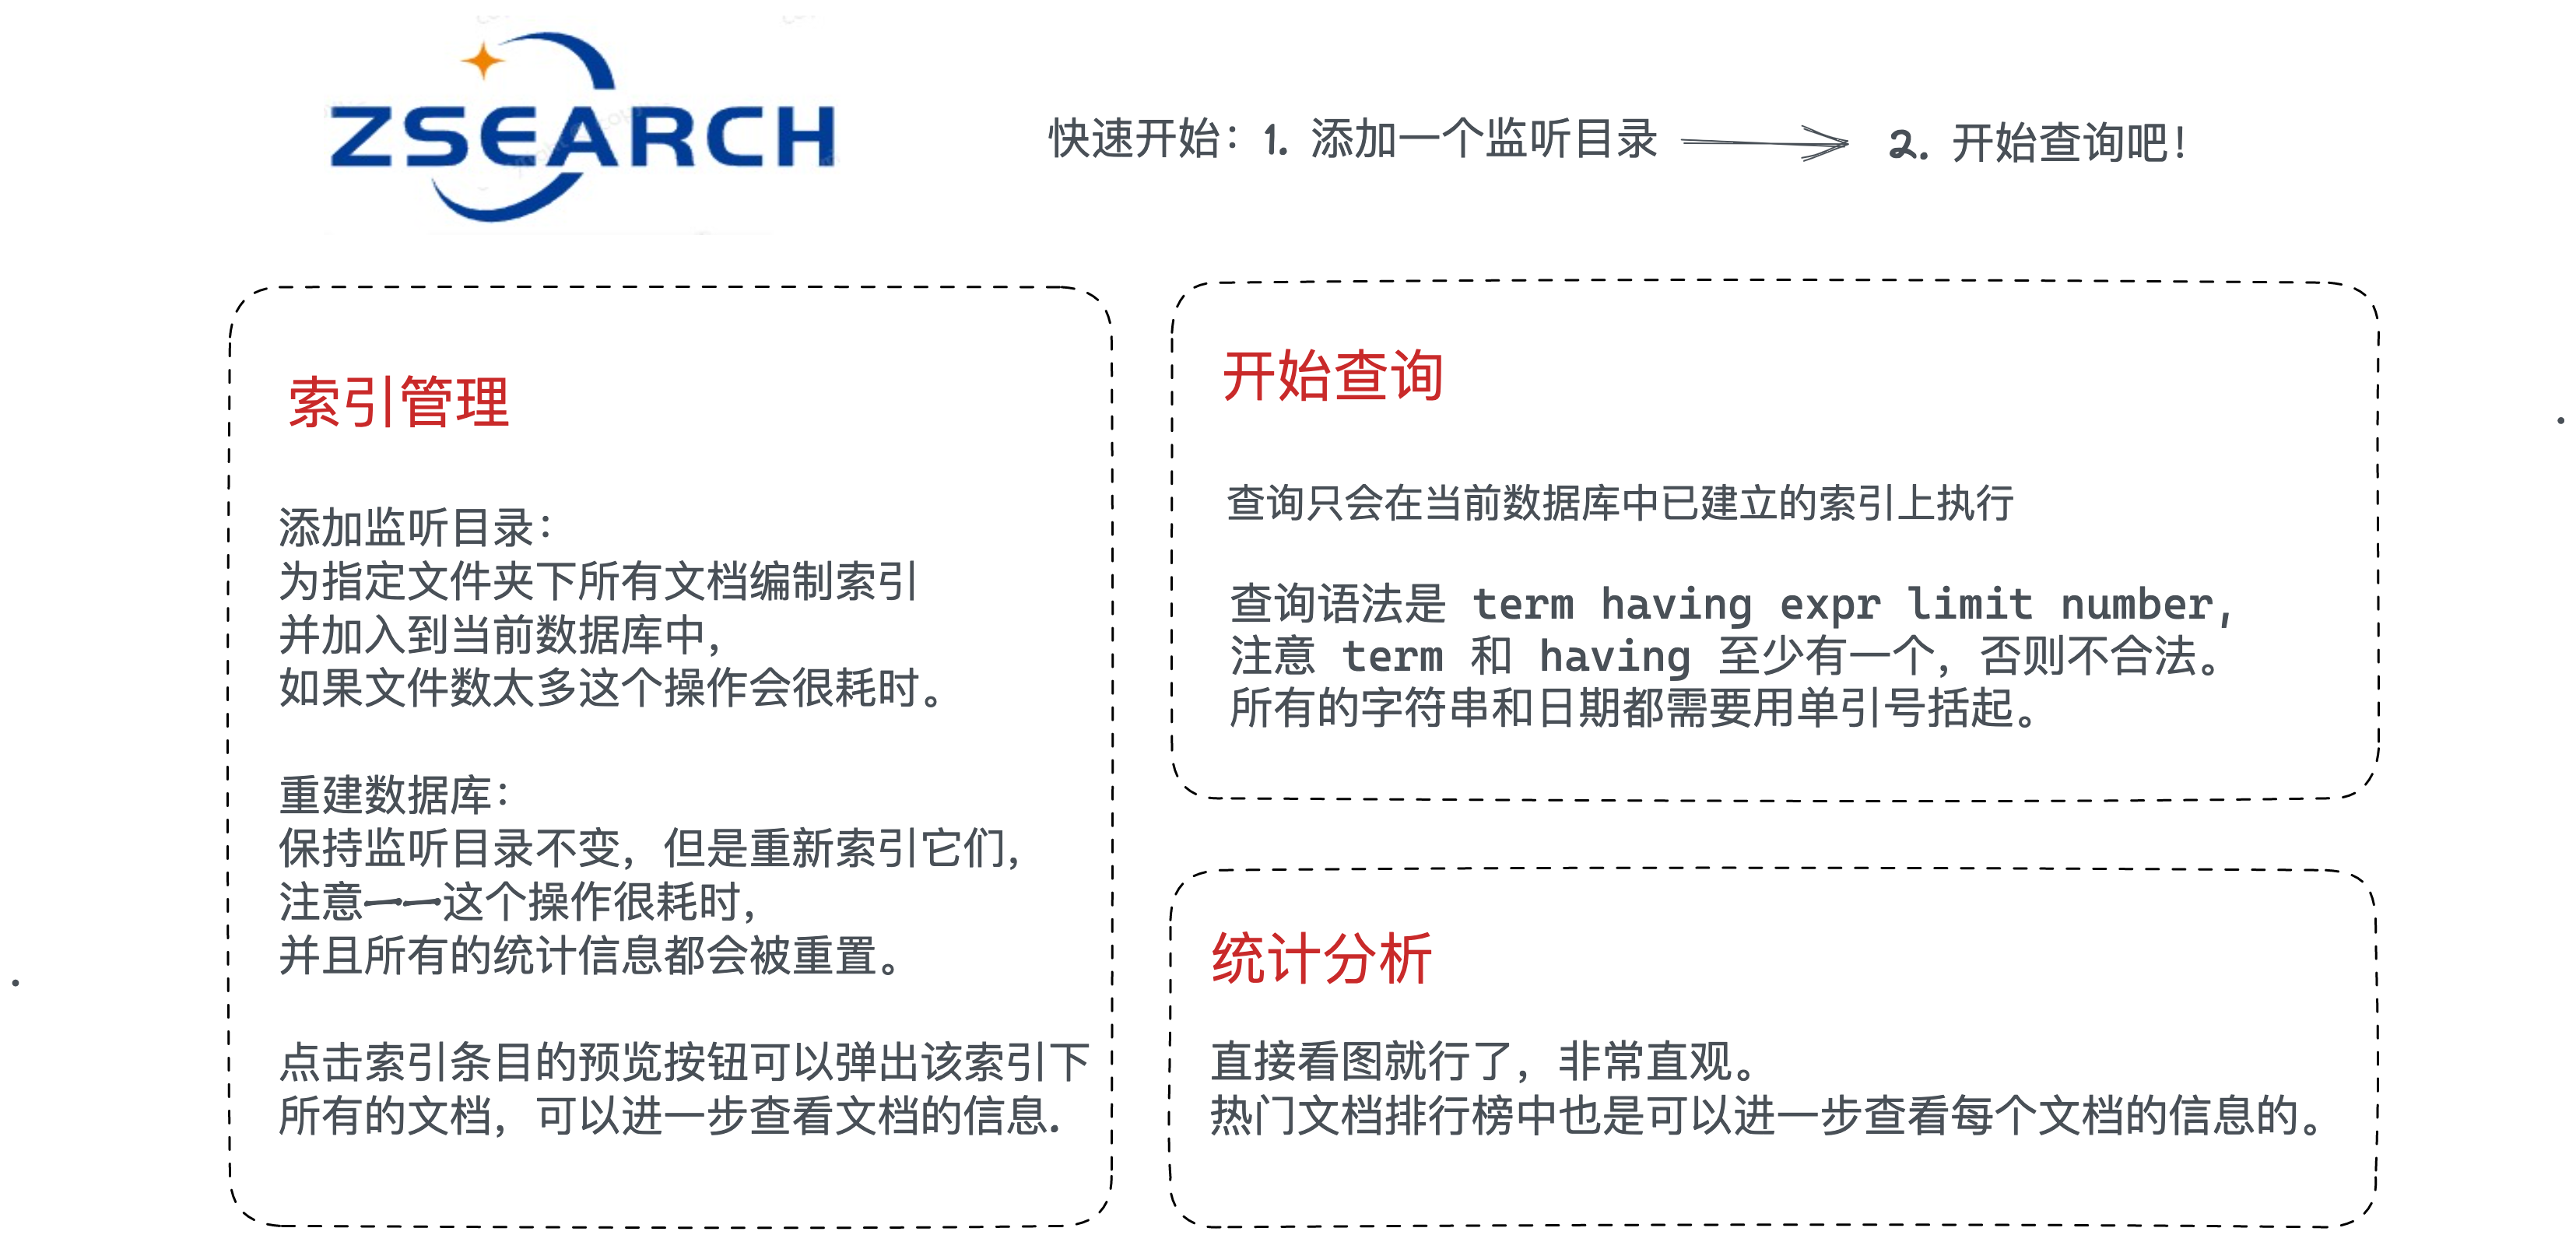 ZSEARCH
快速开始：1. 添加一个监听目录
2. 开始查询吧！
索引管理
添加监听目录：
为指定文件夹下所有文档编制索引
并加入到当前数据库中，
如果文件数太多这个操作会很耗时。
重建数据库：
保持监听目录不变，但是重新索引它们，
注意——这个操作很耗时，
并且所有的统计信息都会被重置。
点击索引条目的预览按钮可以弹出该索引下
所有的文档，可以进一步查看文档的信息.
开始查询
查询只会在当前数据库中已建立的索引上执行
查询语法是 term having expr limit number,
注意 term 和 having 至少有一个，否则不合法。
所有的字符串和日期都需要用单引号括起。
统计分析
直接看图就行了，非常直观。
热门文档排行榜中也是可以进一步查看每个文档的信息的。